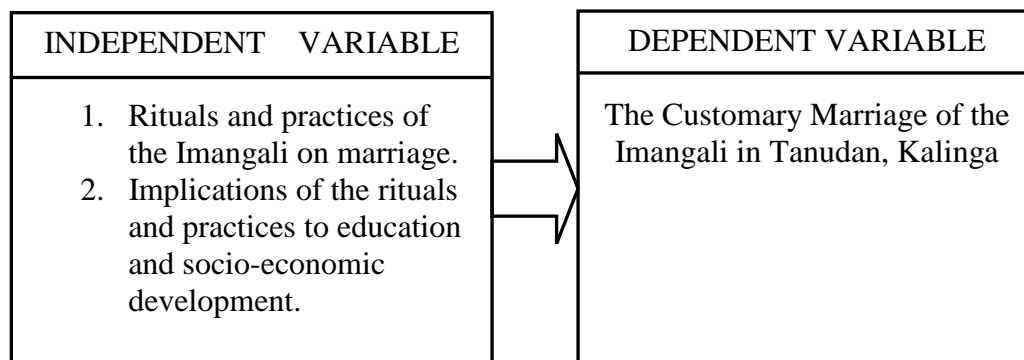 INDEPENDENT VARIABLE
1. Rituals and practices of
the Imangali on marriage.
2. Implications of the rituals
and practices to education
and socio-economic
development.
DEPENDENT VARIABLE
The Customary Marriage of the
Imangali in Tanudan, Kalinga